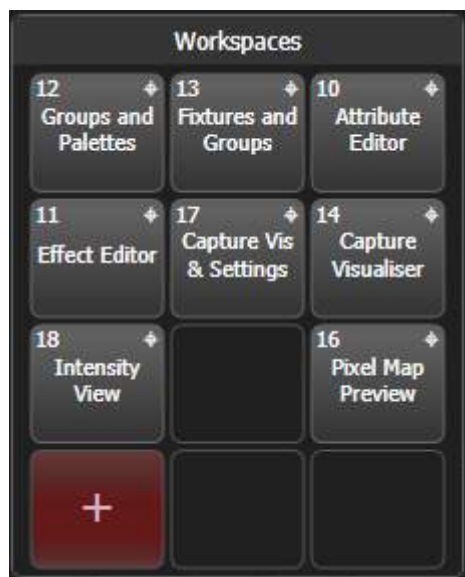 Workspaces
12
Groups and
Palettes
13
Fixtures and
Groups
10
Attribute
Editor
11
Effect Editor
17
Capture Vis
& Settings
14
Capture
Visualiser
18
Intensity
View
16
Pixel Map
Preview
+